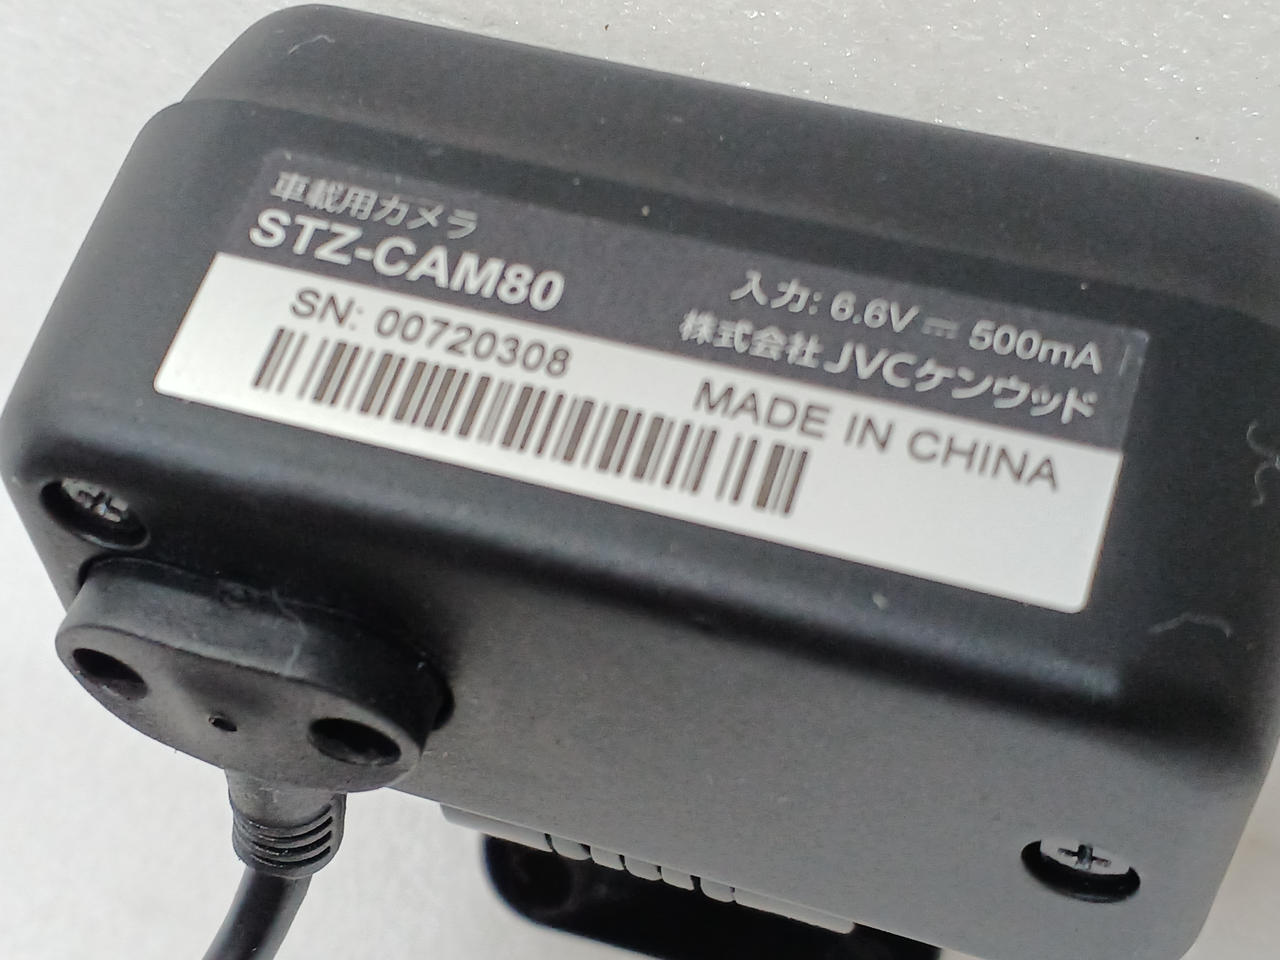 車載用カメラ
STZ-CAM80
入力: 6.6V ⎓ 500mA
株式会社 JVCケンウッド
SN: 00720308
MADE IN CHINA